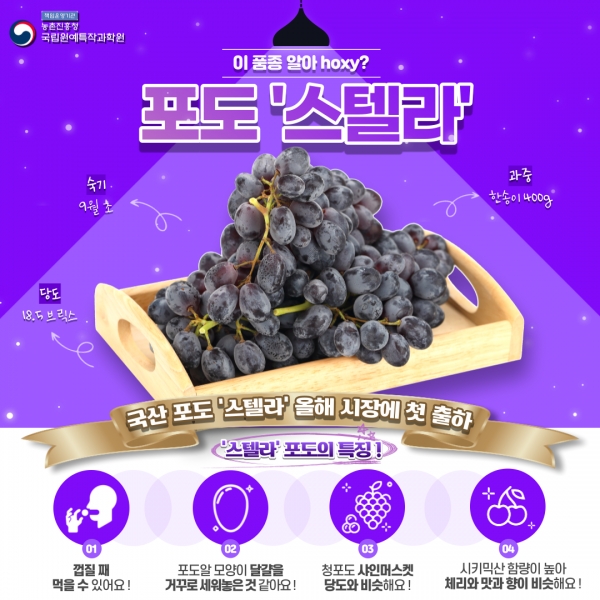 책임운영기관
농촌진흥청
국립원예특작과학원
이 품종 알아 hoxy?
포도 '스텔라'
숙기
9월 초
과중
한송이 400g
당도
18.5 브릭스
국산 포도 '스텔라' 올해 시장에 첫 출하
'스텔라' 포도의 특징!
01
껍질 째
먹을 수 있어요!
02
포도알 모양이 달걀을
거꾸로 세워놓은 것 같아요!
03
청포도 샤인머스켓
당도와 비슷해요!
04
시키믹산 함량이 높아
체리와 맛과 향이 비슷해요!